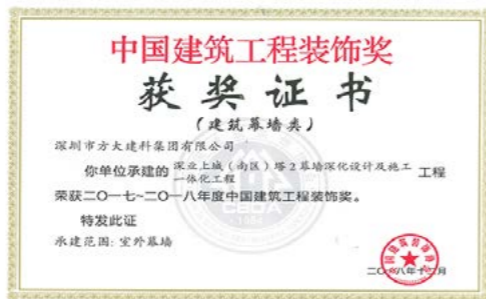 中国建筑工程装饰奖
获奖证书
（建筑幕墙类）
深圳市方大建科集团有限公司
你单位承建的 深业上城（南区）塔2幕墙深化设计及施工一体化工程 工程
荣获二〇一七~二〇一八年度中国建筑工程装饰奖。
特发此证
承建范围: 室外幕墙
CBDA
1984
二〇一八年十二月